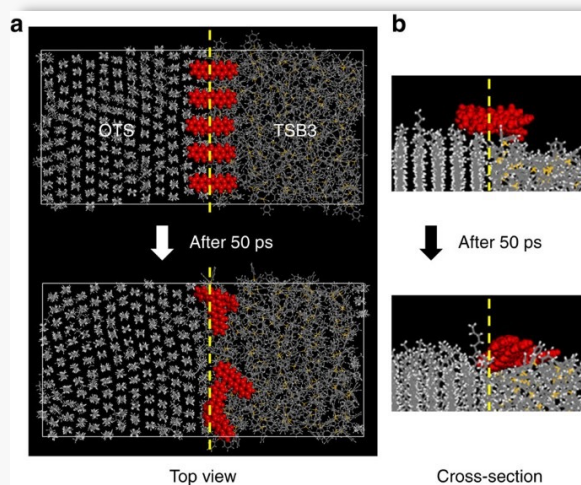 a
b
OTS
TSB3
After 50 ps
After 50 ps
Top view
Cross-section